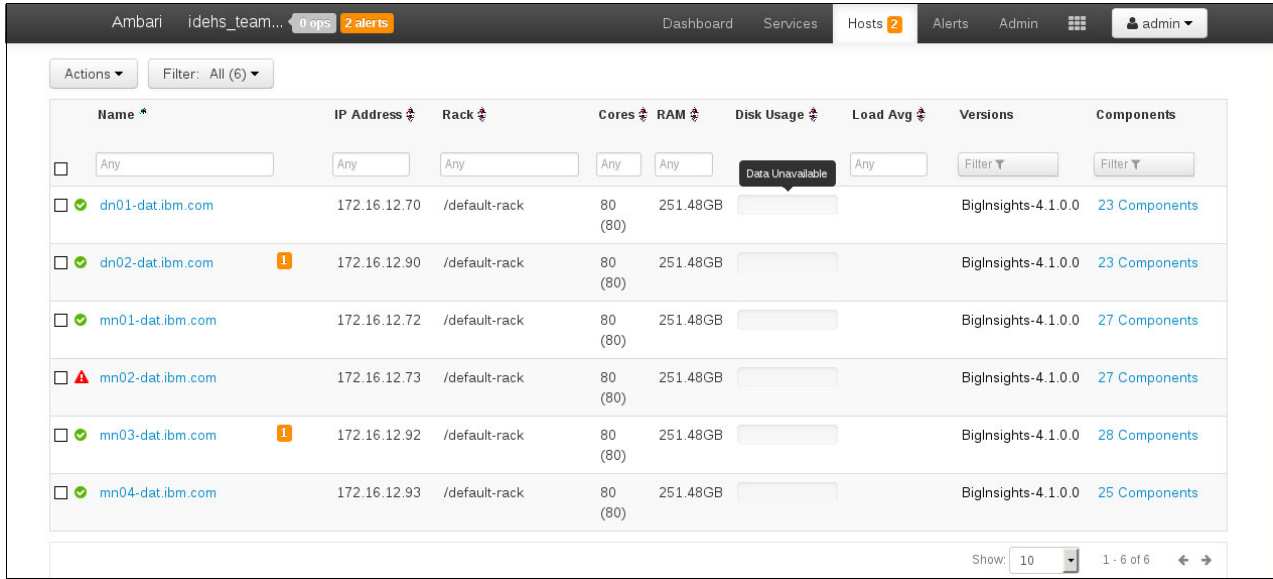 Ambari idehs_team... 0 ops 2 alerts Dashboard Services Hosts 2 Alerts Admin admin
Actions Filter: All (6)
Name IP Address Rack Cores RAM Disk Usage Load Avg Versions Components
Any Any Any Any Any Any Filter Filter
Data Unavailable
dn01-dat.ibm.com 172.16.12.70 /default-rack 80 251.48GB BigInsights-4.1.0.0 23 Components
(80)
dn02-dat.ibm.com 1 172.16.12.90 /default-rack 80 251.48GB BigInsights-4.1.0.0 23 Components
(80)
mn01-dat.ibm.com 172.16.12.72 /default-rack 80 251.48GB BigInsights-4.1.0.0 27 Components
(80)
mn02-dat.ibm.com 172.16.12.73 /default-rack 80 251.48GB BigInsights-4.1.0.0 27 Components
(80)
mn03-dat.ibm.com 1 172.16.12.92 /default-rack 80 251.48GB BigInsights-4.1.0.0 28 Components
(80)
mn04-dat.ibm.com 172.16.12.93 /default-rack 80 251.48GB BigInsights-4.1.0.0 25 Components
(80)
Show: 10 1 - 6 of 6